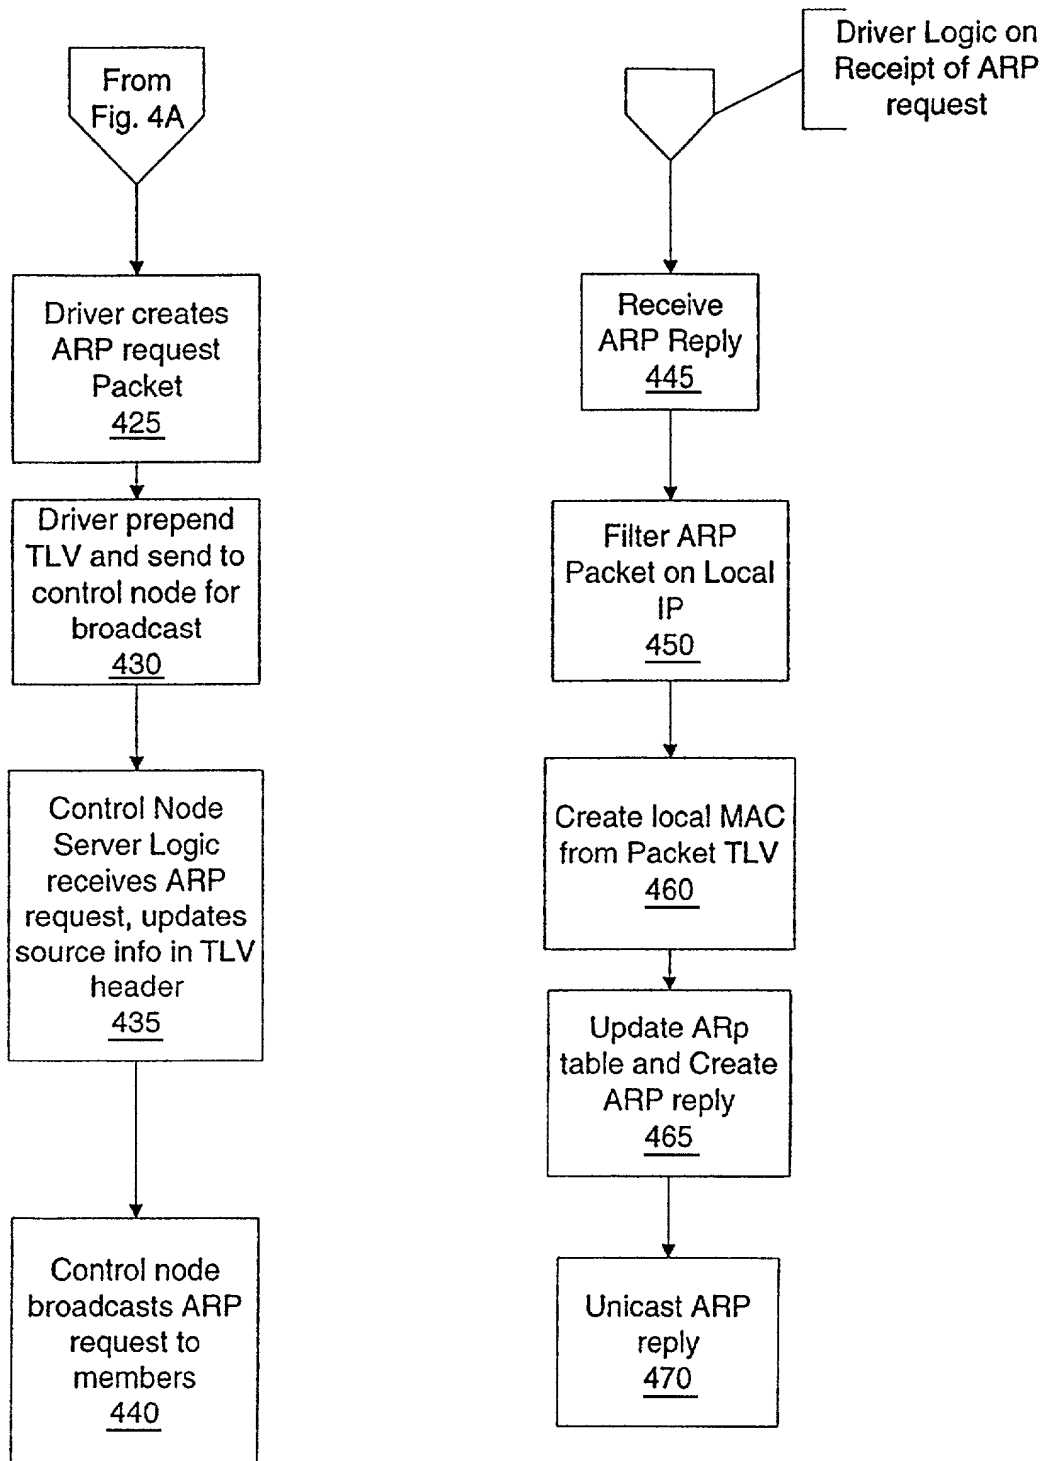 From
Fig. 4A
Driver creates
ARP request
Packet
425
Driver prepend
TLV and send to
control node for
broadcast
430
Control Node
Server Logic
receives ARP
request, updates
source info in TLV
header
435
Control node
broadcasts ARP
request to
members
440
Driver Logic on
Receipt of ARP
request
Receive
ARP Reply
445
Filter ARP
Packet on Local
IP
450
Create local MAC
from Packet TLV
460
Update ARp
table and Create
ARP reply
465
Unicast ARP
reply
470